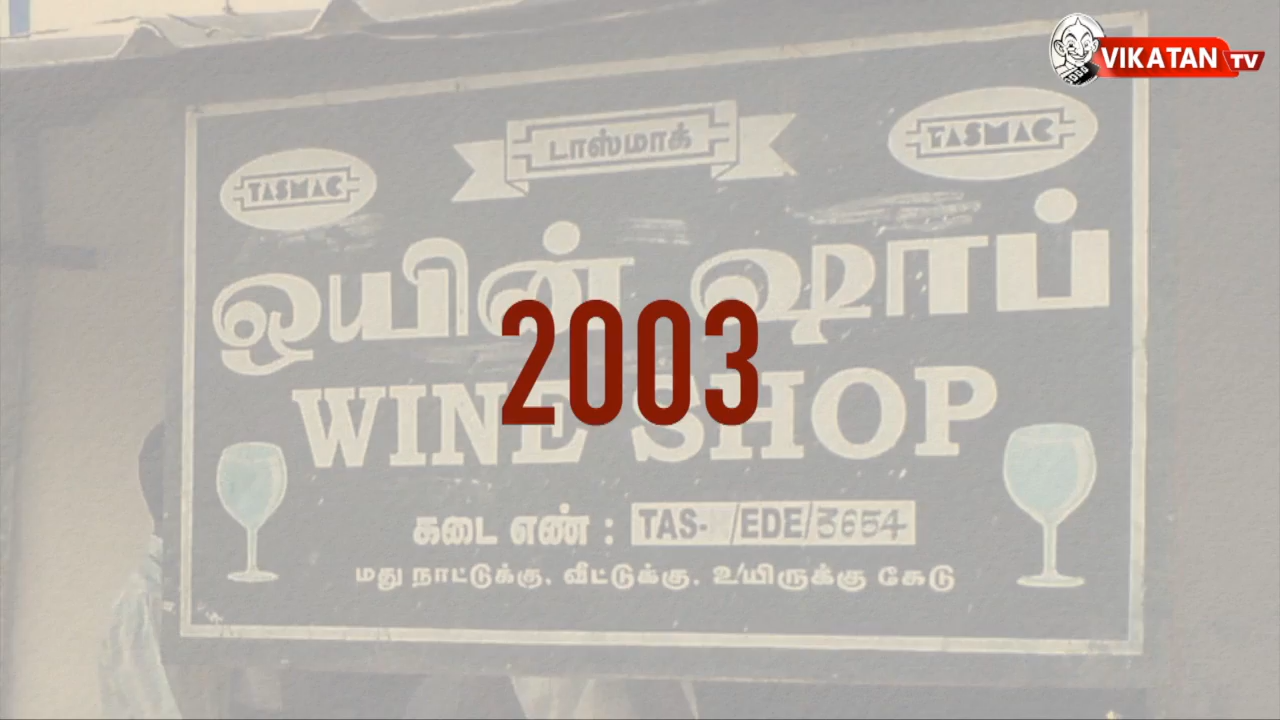 VIKATAN TV
டாஸ்மாக்
TASMAC
TASMAC
ஒயின் ஷாப்
2003
WINE SHOP
கடை எண் : TAS- /EDE/3654
மது நாட்டுக்கு, வீட்டுக்கு, உயிருக்கு கேடு